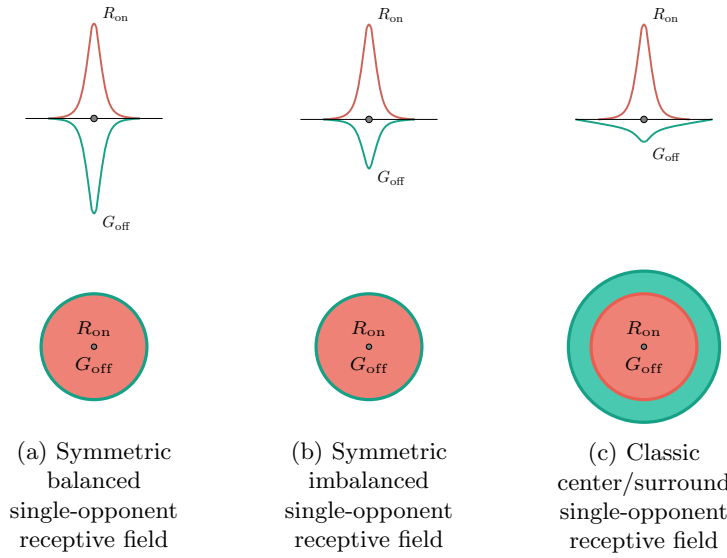 R_on
G_off
R_on
G_off
R_on
G_off
R_on
G_off
R_on
G_off
R_on
G_off
(a) Symmetric
balanced
single-opponent
receptive field
(b) Symmetric
imbalanced
single-opponent
receptive field
(c) Classic
center/surround
single-opponent
receptive field